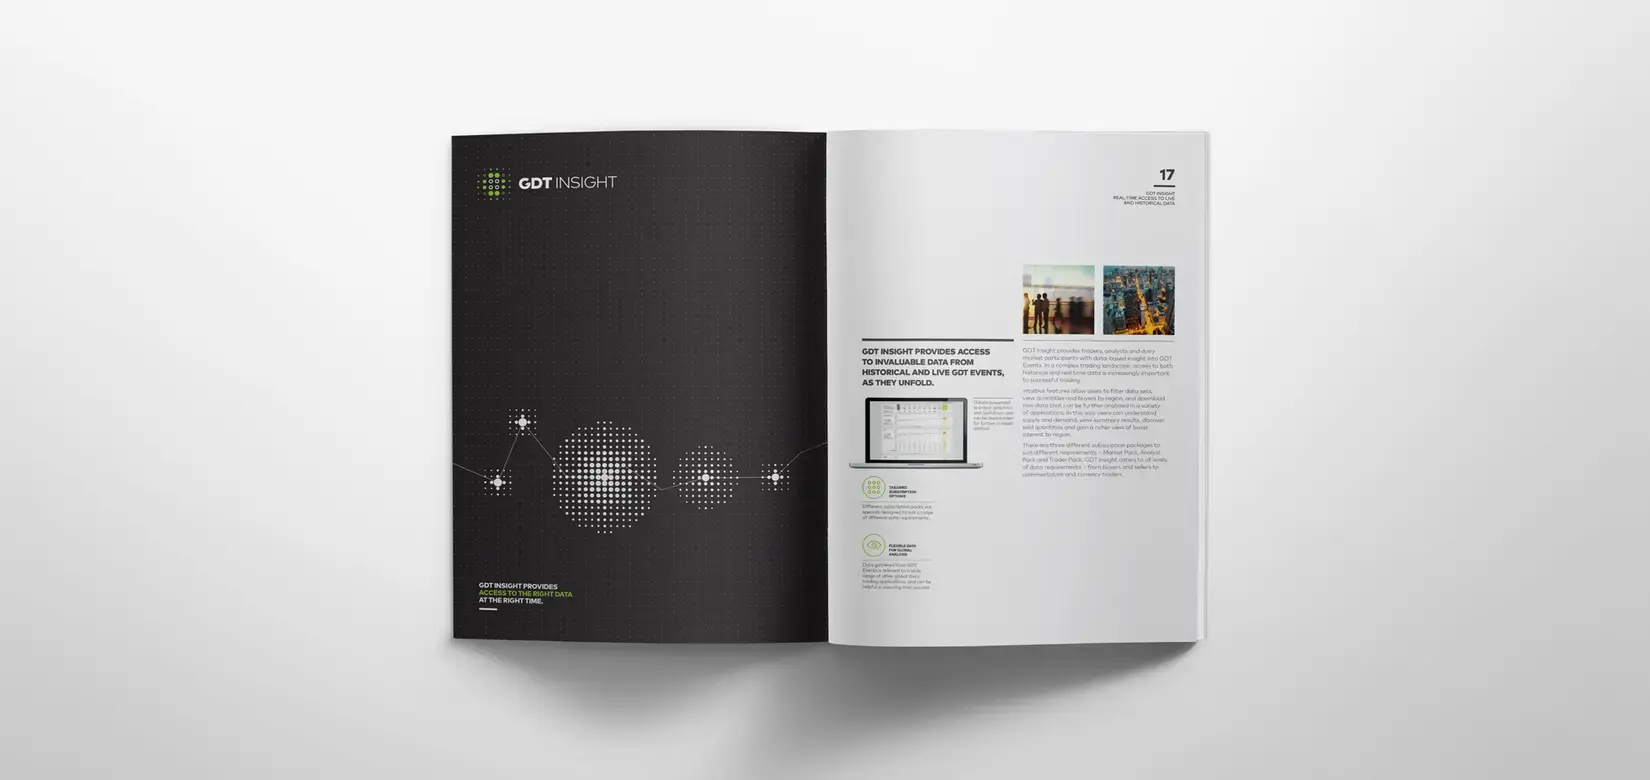 GDT INSIGHT
GDT INSIGHT PROVIDES
ACCESS TO THE RIGHT DATA
AT THE RIGHT TIME.
17
GDT INSIGHT
REAL-TIME ACCESS TO LIVE
AND HISTORICAL DATA
GDT INSIGHT PROVIDES ACCESS
TO INVALUABLE DATA FROM
HISTORICAL AND LIVE GDT EVENTS,
AS THEY UNFOLD.
TAILORED
SUBSCRIPTION
OPTIONS
Different subscription packs are
specially designed to suit a range
of different data requirements.
FLEXIBLE DATA
FOR GLOBAL
ANALYSIS
Data gathered from GDT
Events is relevant to a wide
range of other global dairy
trading applications, and can be
GDT Insight provides traders, analysts and dairy
market participants with data-based insight into GDT
Events. In a complex trading landscape, access to both
historical and real time data is increasingly important
to successful trading.
Intuitive features allow users to filter data sets,
view quantities and buyers by region, and download
raw data that can be further analysed in a variety
of applications. In this way users can understand
supply and demand, view summary results, discover
sold quantities and gain a richer view of buyer
interest by region.
There are three different subscription packages to
suit different requirements – Market Pack, Analyst
Pack and Trader Pack. GDT Insight caters to all levels
of data requirements – from buyers and sellers to
commentators and currency traders.